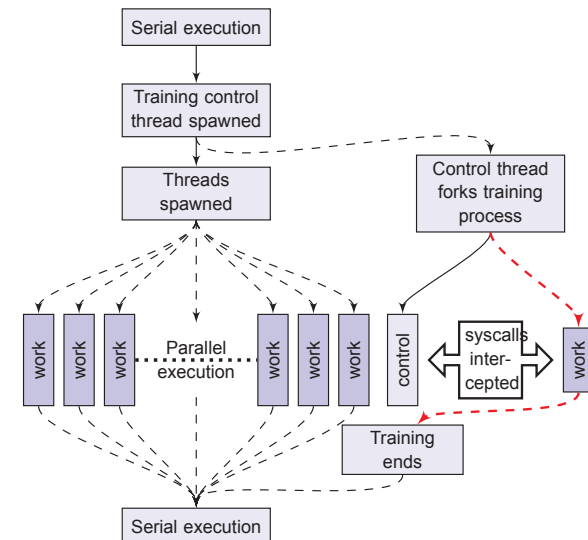 Serial execution
Training control
thread spawned
Threads
spawned
Control thread
forks training
process
work
work
work
Parallel
execution
work
work
work
control
syscalls
inter-
cepted
work
Training
ends
Serial execution